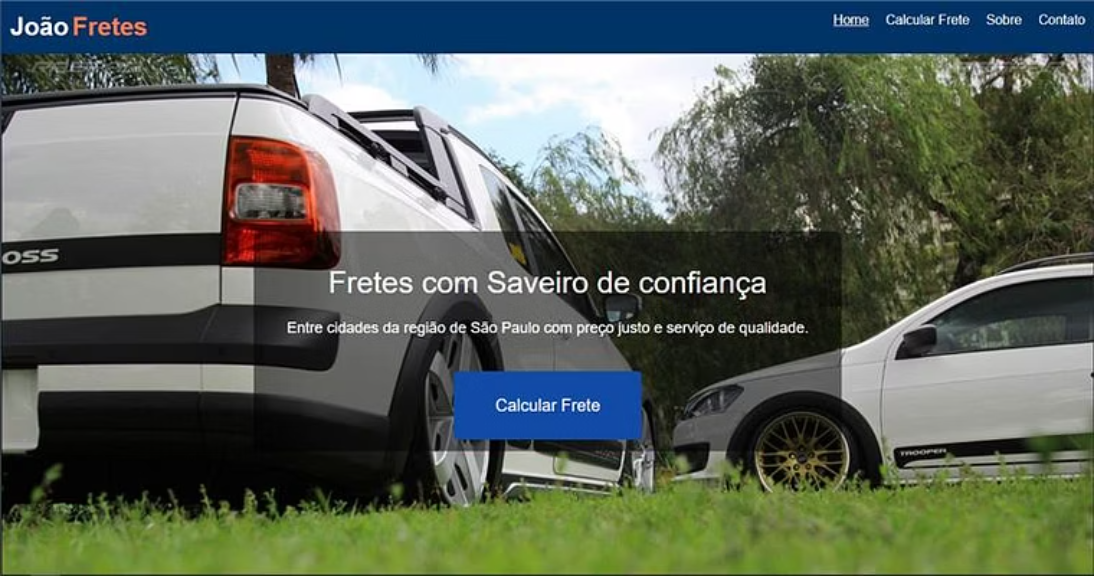 João Fretes
Home Calcular Frete Sobre Contato
OSS
Fretes com Saveiro de confiança
Entre cidades da região de São Paulo com preço justo e serviço de qualidade.
Calcular Frete
TROOPER